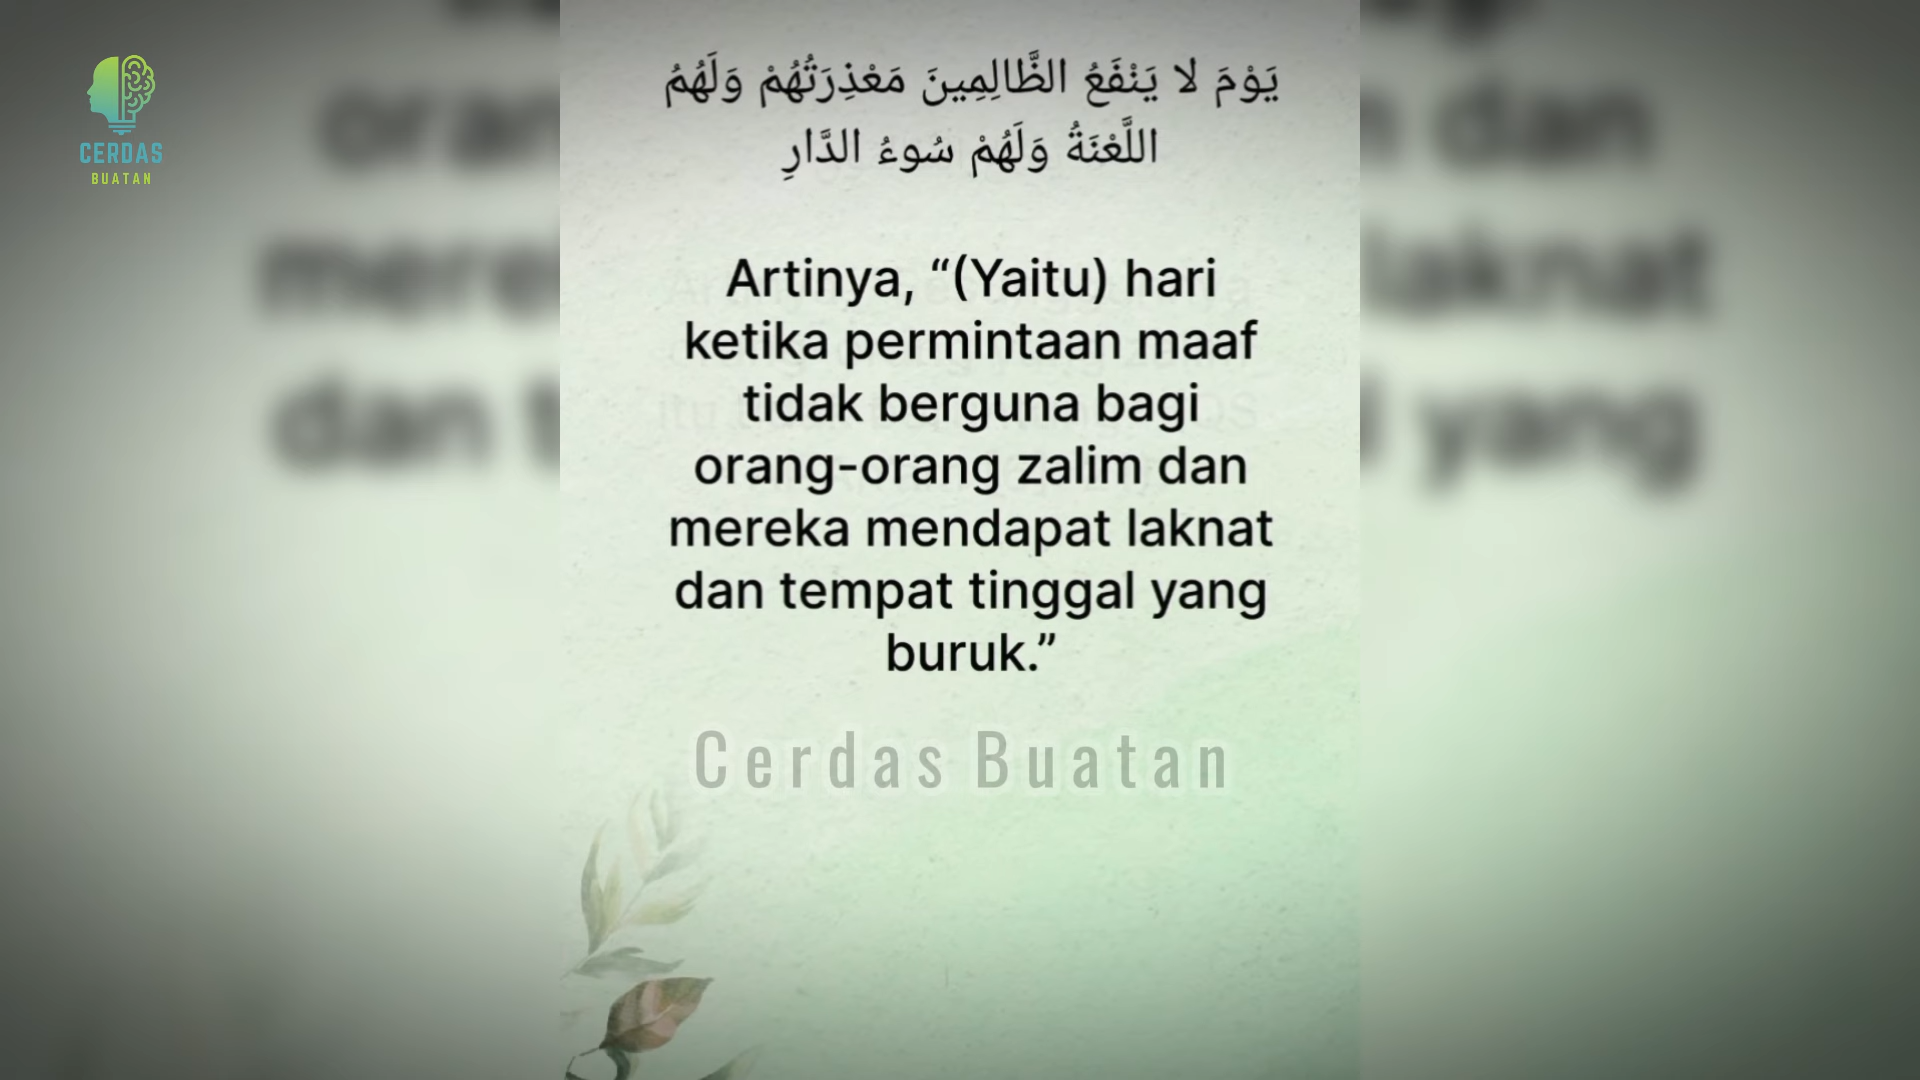 CERDAS
BUATAN
يَوْمَ لا يَنْفَعُ الظَّالِمِينَ مَعْذِرَتُهُمْ وَلَهُمُ
اللَّعْنَةُ وَلَهُمْ سُوءُ الدَّارِ
Artinya, “(Yaitu) hari
ketika permintaan maaf
tidak berguna bagi
orang-orang zalim dan
mereka mendapat laknat
dan tempat tinggal yang
buruk.”
Cerdas Buatan